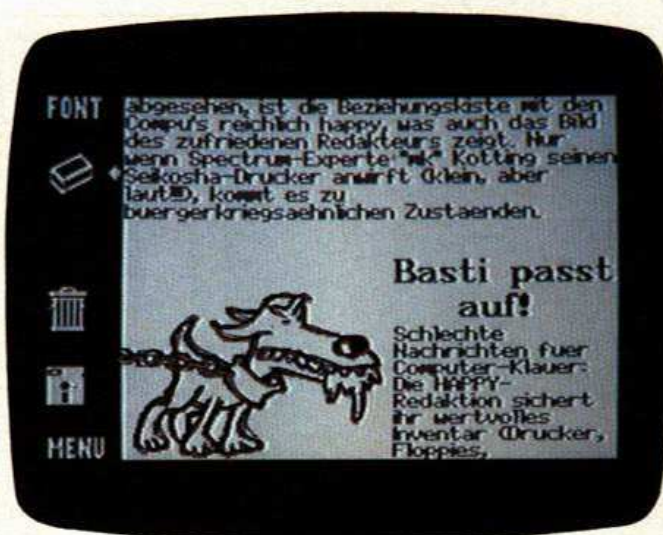 FONT
abgesehen, ist die Beziehungskiste mit den
Compu's reichlich happy, was auch das Bild
des zufriedenen Redakteurs zeigt. Nur
wenn Spectrum-Experte "mk" Kotting seinen
Seikosha-Drucker anwirft (klein, aber
laut!!!), kommt es zu
buergerkriegsaehnlichen Zustaenden.
Basti passt
auf!
Schlechte
Nachrichten fuer
Computer-Klauer:
Die HAPPY-
Redaktion sichert
ihr wertvolles
Inventar (Drucker,
Floppies,
MENU